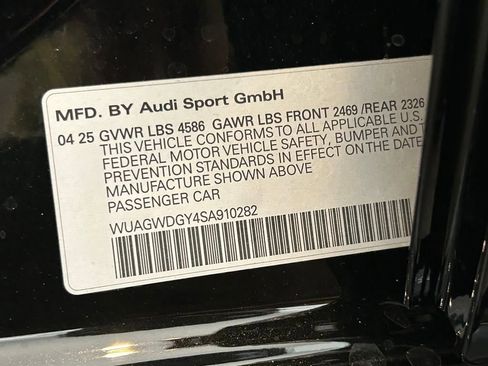 MFD. BY Audi Sport GmbH
04 25 GVWR LBS 4586 GAWR LBS FRONT 2469 /REAR 2326
THIS VEHICLE CONFORMS TO ALL APPLICABLE U.S.
FEDERAL MOTOR VEHICLE SAFETY, BUMPER AND T
PREVENTION STANDARDS IN EFFECT ON THE DATE
MANUFACTURE SHOWN ABOVE
PASSENGER CAR
WUAGWDGY4SA910282